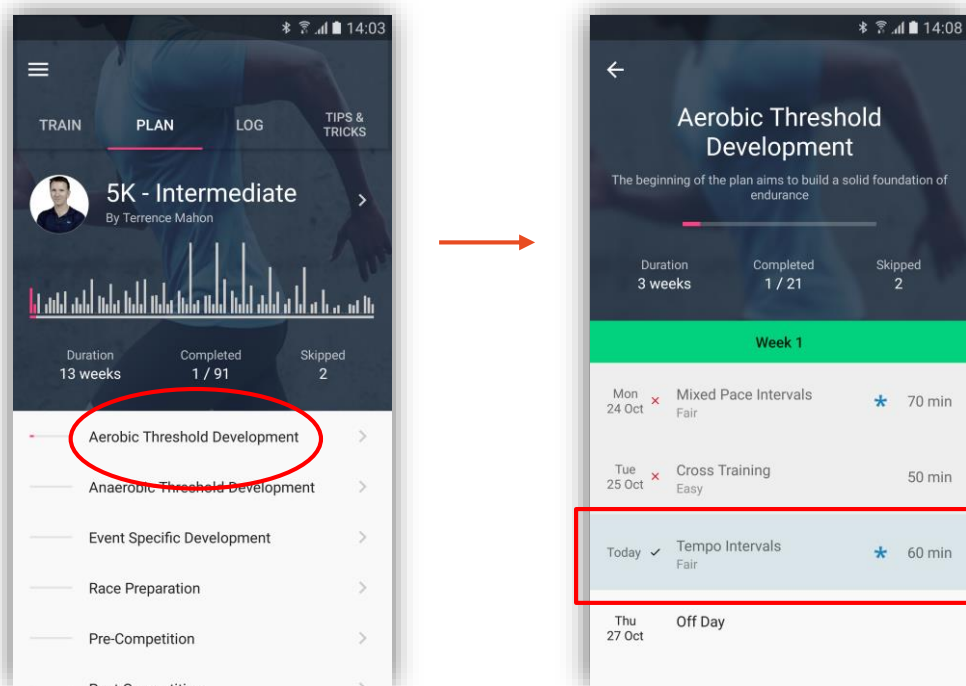 14:03
TRAIN PLAN LOG TIPS &
TRICKS
5K - Intermediate
By Terrence Mahon
Duration Completed Skipped
13 weeks 1 / 91 2
Aerobic Threshold Development
Anaerobic Threshold Development
Event Specific Development
Race Preparation
Pre-Competition
14:08
Aerobic Threshold
Development
The beginning of the plan aims to build a solid foundation of
endurance
Duration Completed Skipped
3 weeks 1 / 21 2
Week 1
Mon
24 Oct
Mixed Pace Intervals
Fair
* 70 min
Tue
25 Oct
Cross Training
Easy
50 min
Today
Tempo Intervals
Fair
* 60 min
Thu
27 Oct
Off Day